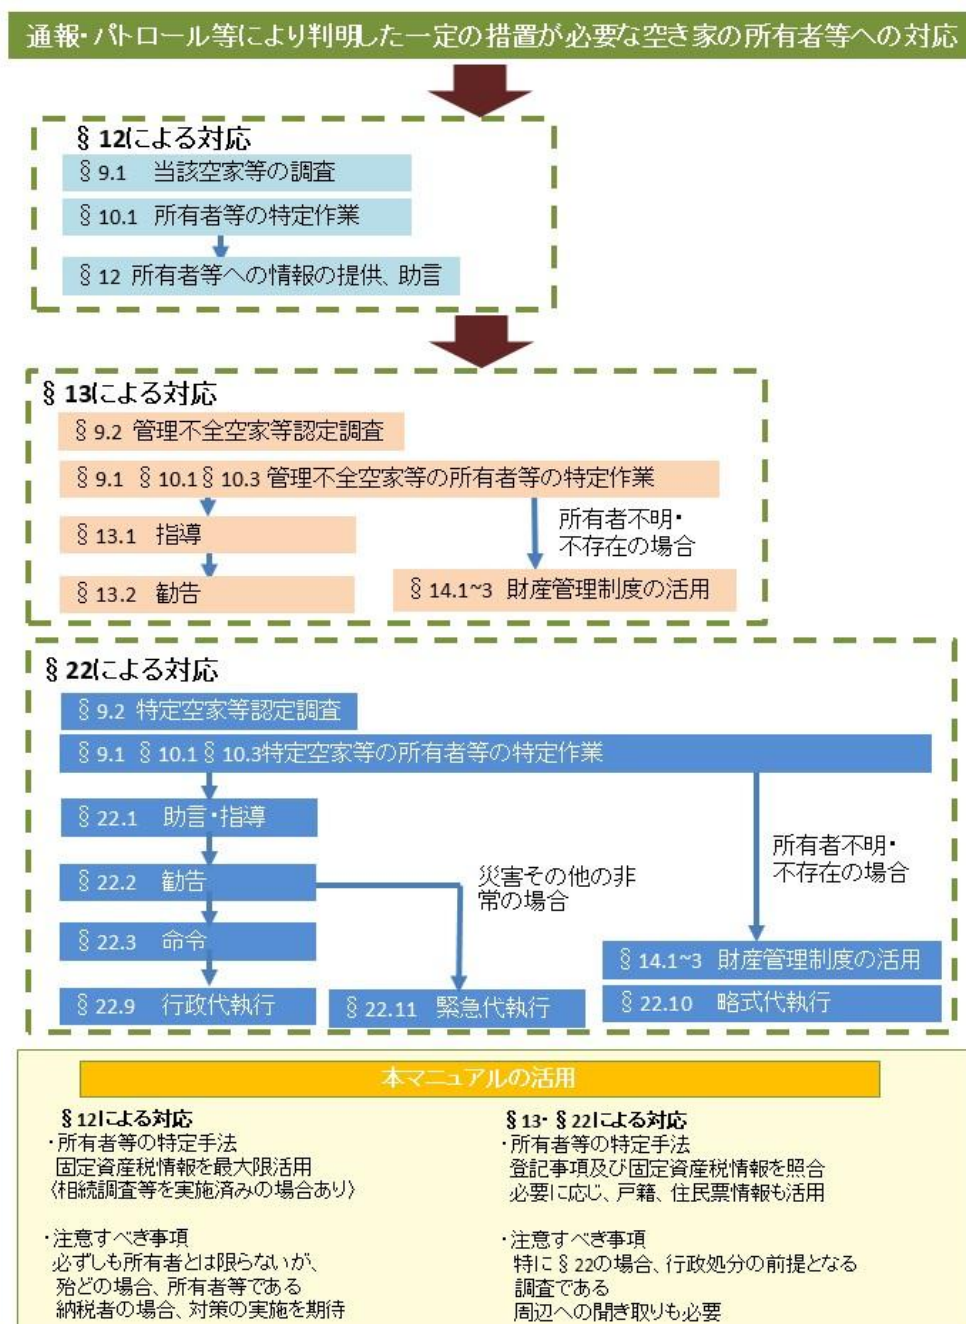 通報・パトロール等により判明した一定の措置が必要な空き家の所有者等への対応
§12による対応
§9.1 当該空家等の調査
§10.1 所有者等の特定作業
§12 所有者等への情報の提供、助言
§13による対応
§9.2 管理不全空家等認定調査
§9.1 §10.1§10.3 管理不全空家等の所有者等の特定作業
§13.1 指導
所有者不明・
不存在の場合
§13.2 勧告
§14.1~3 財産管理制度の活用
§22による対応
§9.2 特定空家等認定調査
§9.1 §10.1§10.3特定空家等の所有者等の特定作業
§22.1 助言・指導
§22.2 勧告
災害その他の非
常の場合
所有者不明・
不存在の場合
§22.3 命令
§14.1~3 財産管理制度の活用
§22.9 行政代執行
§22.11 緊急代執行
§22.10 略式代執行
本マニュアルの活用
§12による対応
・所有者等の特定手法
固定資産税情報を最大限活用
(相続調査等を実施済みの場合あり)
・注意すべき事項
必ずしも所有者とは限らないが、
殆どの場合、所有者等である
納税者の場合、対策の実施を期待
§13・§22による対応
・所有者等の特定手法
登記事項及び固定資産税情報を照合
必要に応じ、戸籍、住民票情報も活用
・注意すべき事項
特に§22の場合、行政処分の前提となる
調査である
周辺への聞き取りも必要